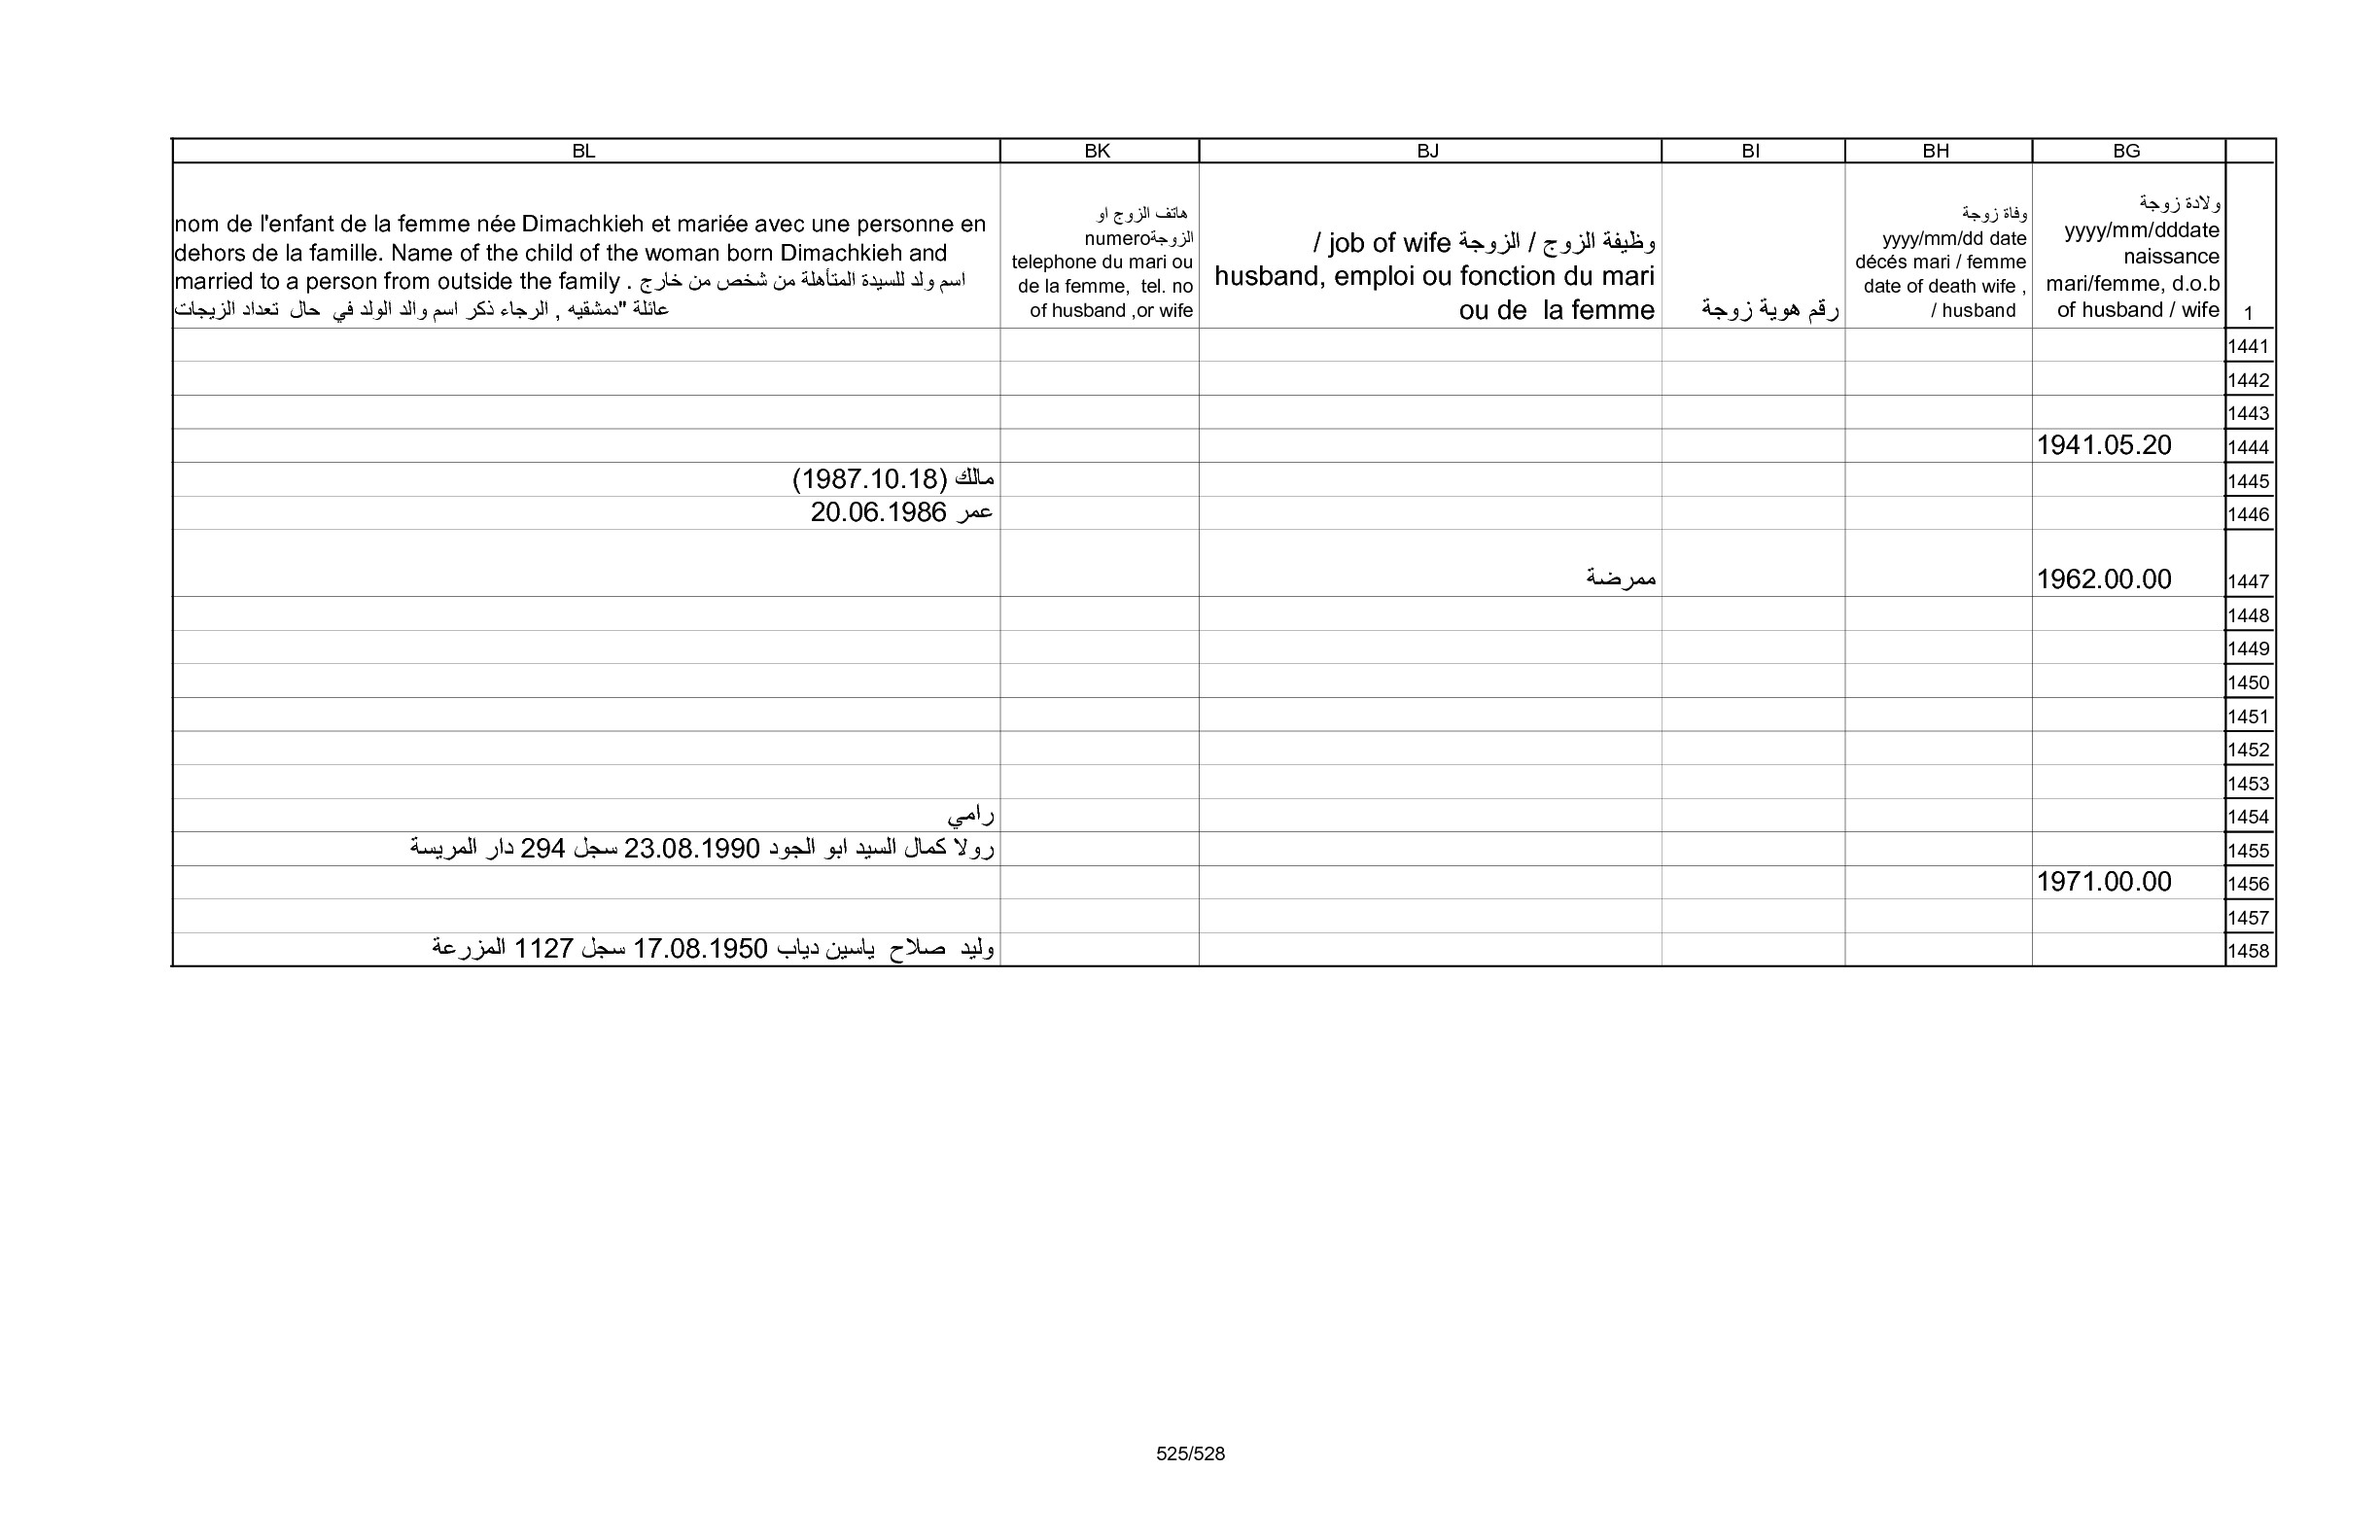 BL BK BJ BI BH BG
nom de l'enfant de la femme née Dimachkieh et mariée avec une personne en
dehors de la famille. Name of the child of the woman born Dimachkieh and
married to a person from outside the family . اسم ولد للسيدة المتأهلة من شخص من خارج
عائلة "دمشقيه , الرجاء ذكر اسم والد الولد في حال تعداد الزيجات
هاتف الزوج او
الزوجةnumero
telephone du mari ou
de la femme, tel. no
of husband ,or wife
وظيفة الزوج / الزوجة job of wife /
husband, emploi ou fonction du mari
ou de la femme
رقم هوية زوجة
وفاة زوجة
yyyy/mm/dd date
décés mari / femme
date of death wife ,
/ husband
ولادة زوجة
yyyy/mm/dddate
naissance
mari/femme, d.o.b
of husband / wife
1
1441
1442
1443
1941.05.20 1444
مالك (1987.10.18) 1445
عمر 20.06.1986 1446
ممرضة 1962.00.00 1447
1448
1449
1450
1451
1452
1453
رامي 1454
رولا كمال السيد ابو الجود 23.08.1990 سجل 294 دار المريسة 1455
1971.00.00 1456
1457
وليد صلاح ياسين دياب 17.08.1950 سجل 1127 المزرعة 1458
525/528